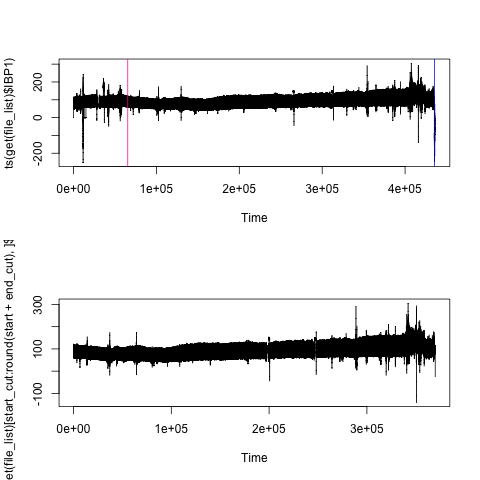 ts(get(file_list)$IBP1)
200
0
-200
0e+00 1e+05 2e+05 3e+05 4e+05
Time
et(file_list)[start_cut:round(start + end_cut), ]$
300
100
-100
0e+00 1e+05 2e+05 3e+05
Time